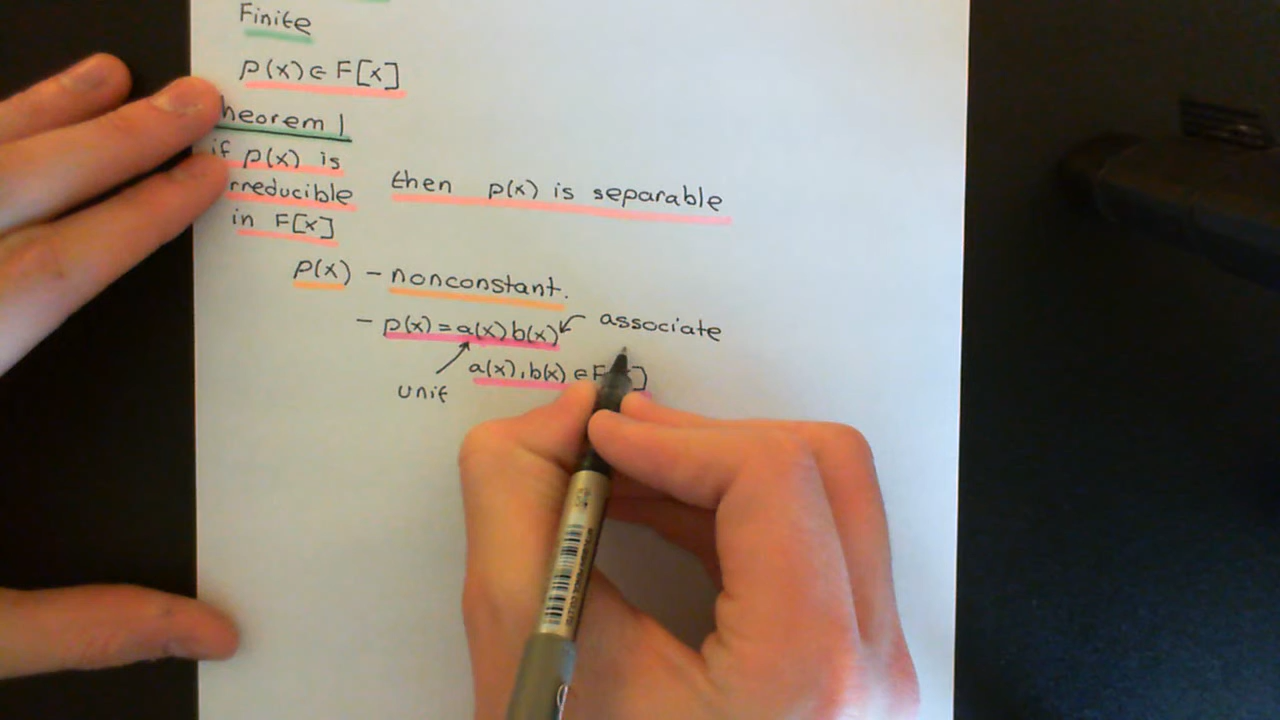 Finite
p(x) ∈ F[x]
heorem 1
if p(x) is
rreducible then p(x) is separable
in F[x]
p(x) - nonconstant.
- p(x) = a(x) b(x) associate
a(x), b(x) ∈ F
unit